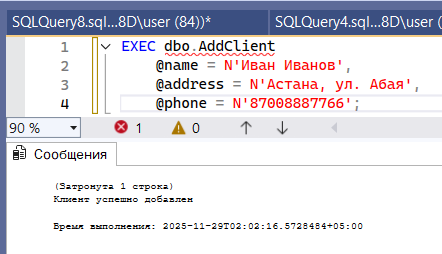 SQLQuery8.sql...8D\user (84))*
SQLQuery4.sql...8D\user (
1 EXEC dbo.AddClient
2 @name = N'Иван Иванов',
3 @address = N'Астана, ул. Абая',
4 @phone = N'87008887766';
90 % 1 0
Сообщения
(Затронута 1 строка)
Клиент успешно добавлен
Время выполнения: 2025-11-29T02:02:16.5728484+05:00